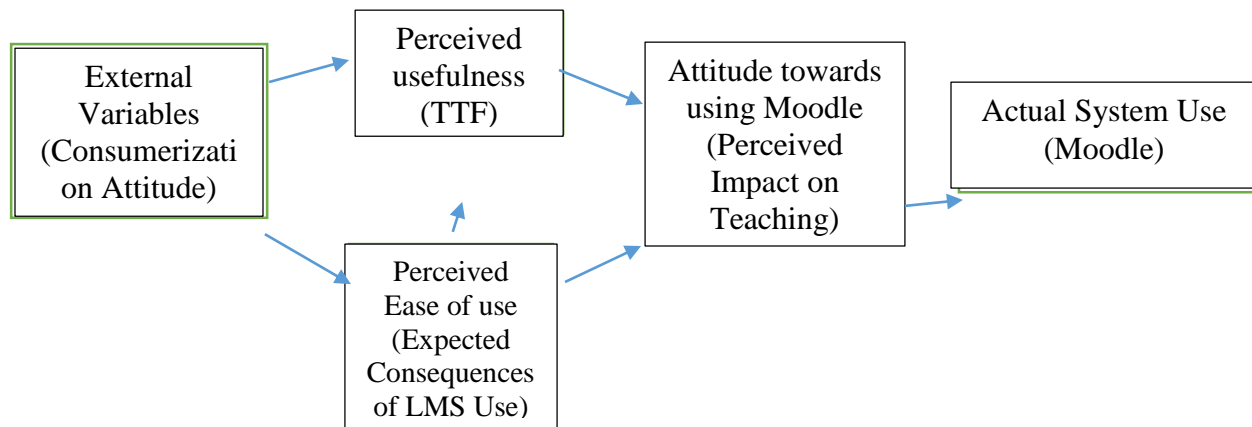 External
Variables
(Consumerizati
on Attitude)
Perceived
usefulness
(TTF)
Perceived
Ease of use
(Expected
Consequences
of LMS Use)
Attitude towards
using Moodle
(Perceived
Impact on
Teaching)
Actual System Use
(Moodle)